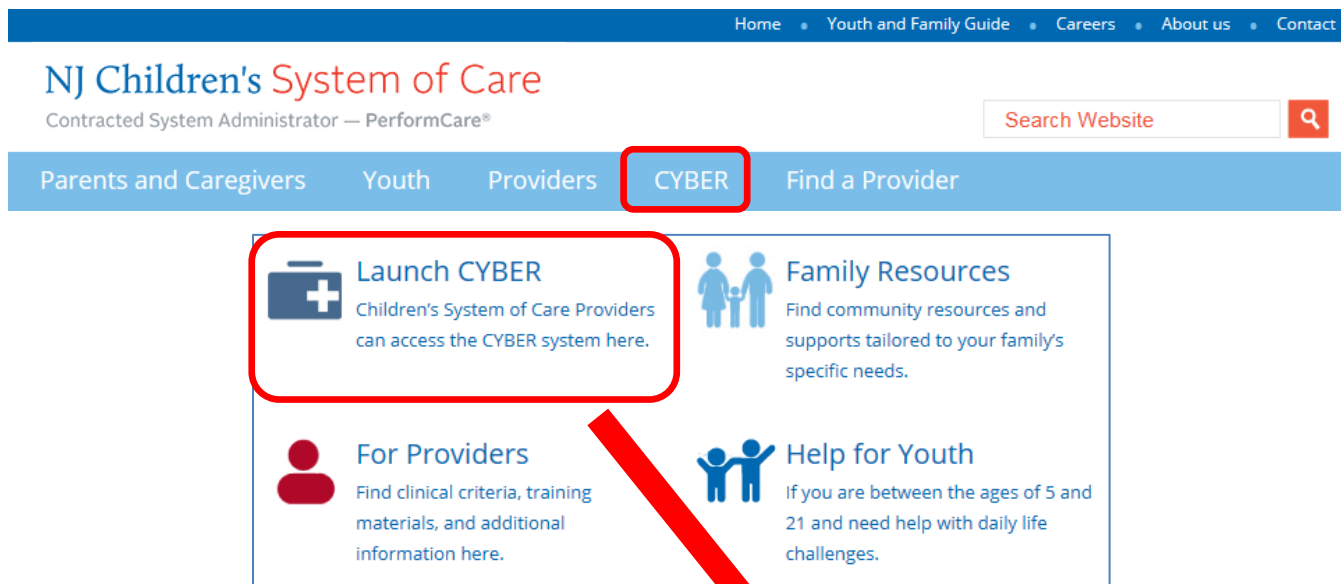 Home • Youth and Family Guide • Careers • About us • Contact
NJ Children's System of Care
Contracted System Administrator — PerformCare®
Search Website
Parents and Caregivers Youth Providers CYBER Find a Provider
Launch CYBER
Children's System of Care Providers
can access the CYBER system here.
Family Resources
Find community resources and
supports tailored to your family's
specific needs.
For Providers
Find clinical criteria, training
materials, and additional
information here.
Help for Youth
If you are between the ages of 5 and
21 and need help with daily life
challenges.